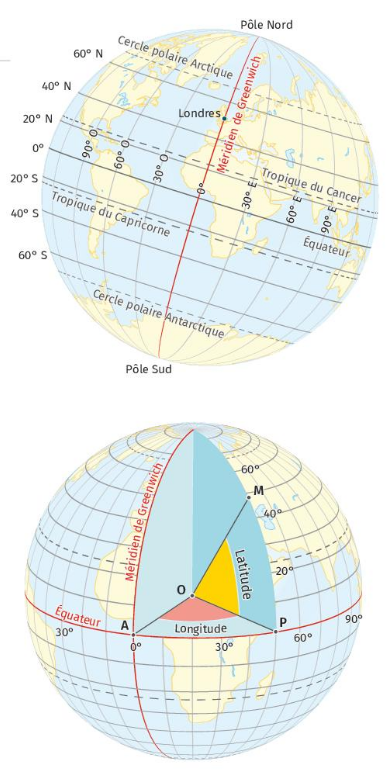 Pôle Nord
Cercle polaire Arctique
60° N
40° N
Londres
Méridien de Greenwich
20° N
0°
90° O
60° O
30° O
0°
30° E
60° E
90° E
Tropique du Cancer
20° S
Tropique du Capricorne
40° S
Équateur
60° S
Cercle polaire Antarctique
Pôle Sud
60°
M
40°
Méridien de Greenwich
Latitude
20°
O
Équateur
A
Longitude
P
90°
30°
0°
30°
60°